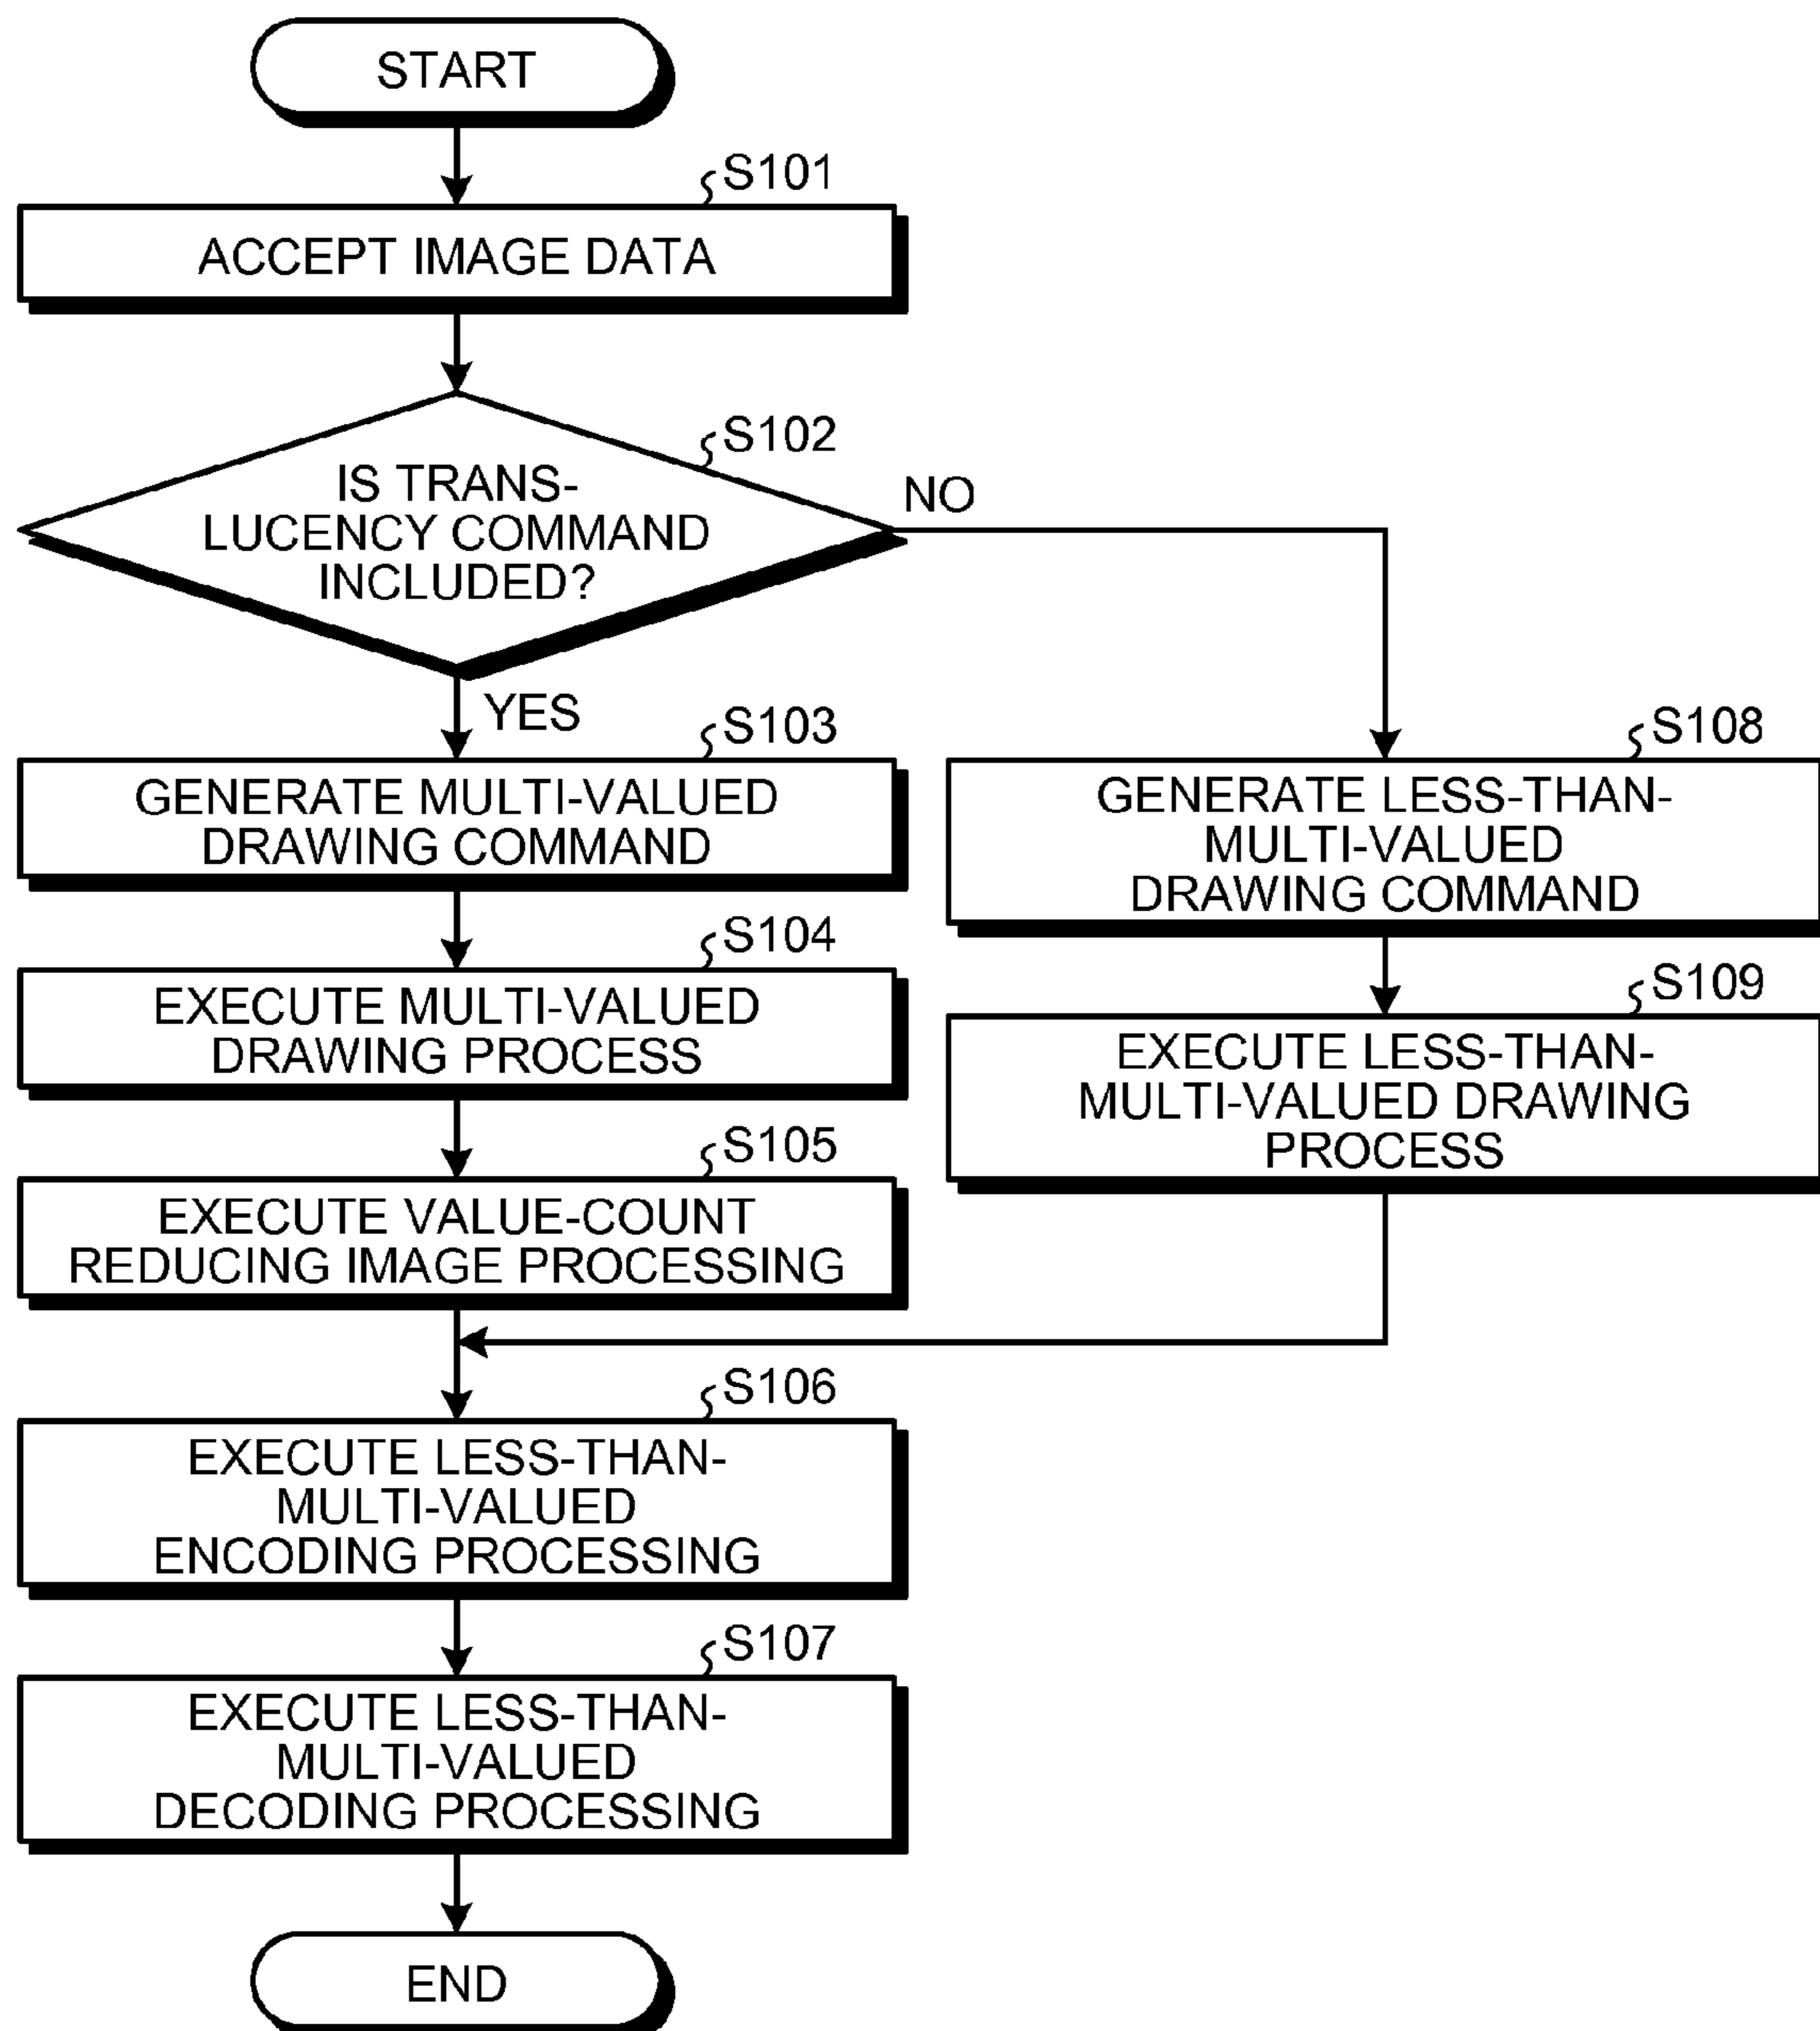 START
S101
ACCEPT IMAGE DATA
S102
IS TRANS-
LUCENCY COMMAND
INCLUDED?
NO
YES
S103
GENERATE MULTI-VALUED
DRAWING COMMAND
S108
GENERATE LESS-THAN-
MULTI-VALUED
DRAWING COMMAND
S104
EXECUTE MULTI-VALUED
DRAWING PROCESS
S109
EXECUTE LESS-THAN-
MULTI-VALUED DRAWING
PROCESS
S105
EXECUTE VALUE-COUNT
REDUCING IMAGE PROCESSING
S106
EXECUTE LESS-THAN-
MULTI-VALUED
ENCODING PROCESSING
S107
EXECUTE LESS-THAN-
MULTI-VALUED
DECODING PROCESSING
END